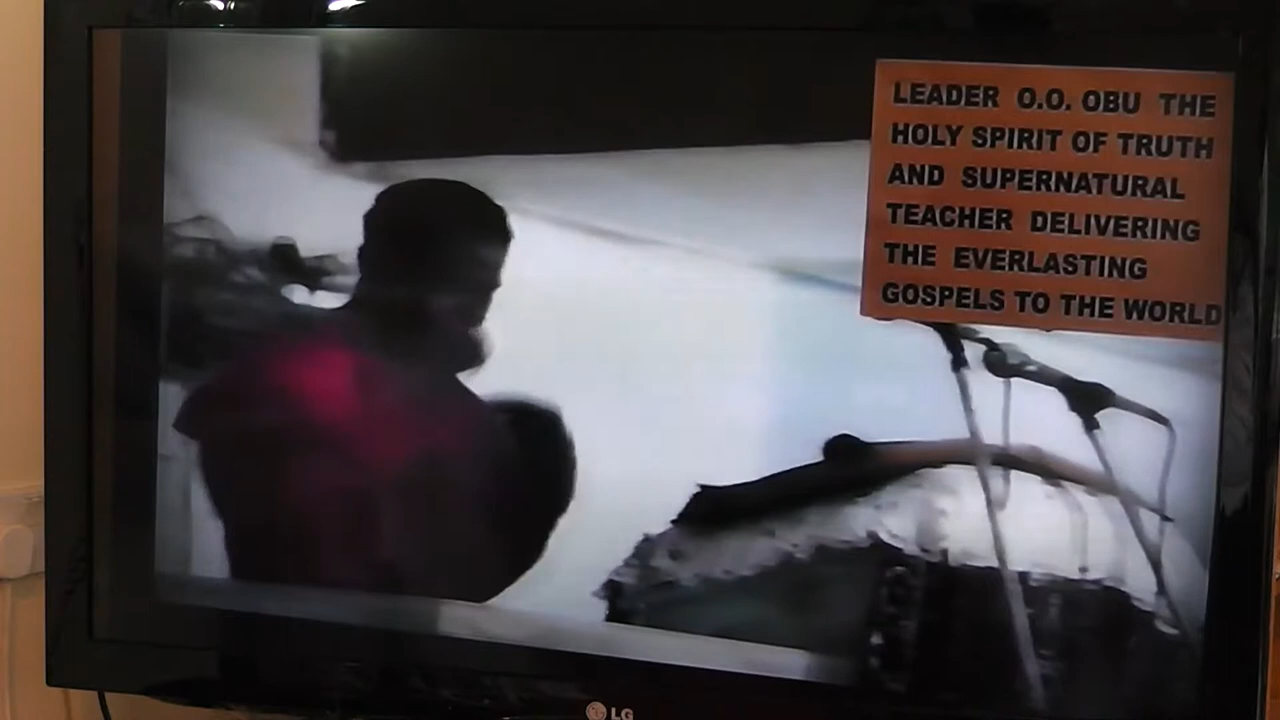 LEADER O.O. OBU THE
HOLY SPIRIT OF TRUTH
AND SUPERNATURAL
TEACHER DELIVERING
THE EVERLASTING
GOSPELS TO THE WORLD
LG